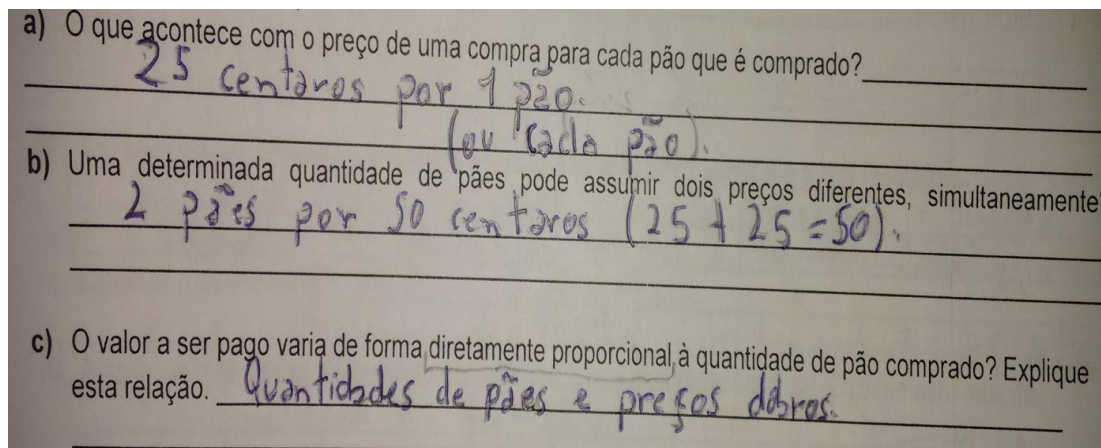 a) O que acontece com o preço de uma compra para cada pão que é comprado?
25 centavos por 1 pão.
(ou cada pão).
b) Uma determinada quantidade de pães pode assumir dois preços diferentes, simultaneamente
2 pães por 50 centavos (25 + 25 = 50).
c) O valor a ser pago varia de forma diretamente proporcional à quantidade de pão comprado? Explique
esta relação. Quantidades de pães e preços dobros.